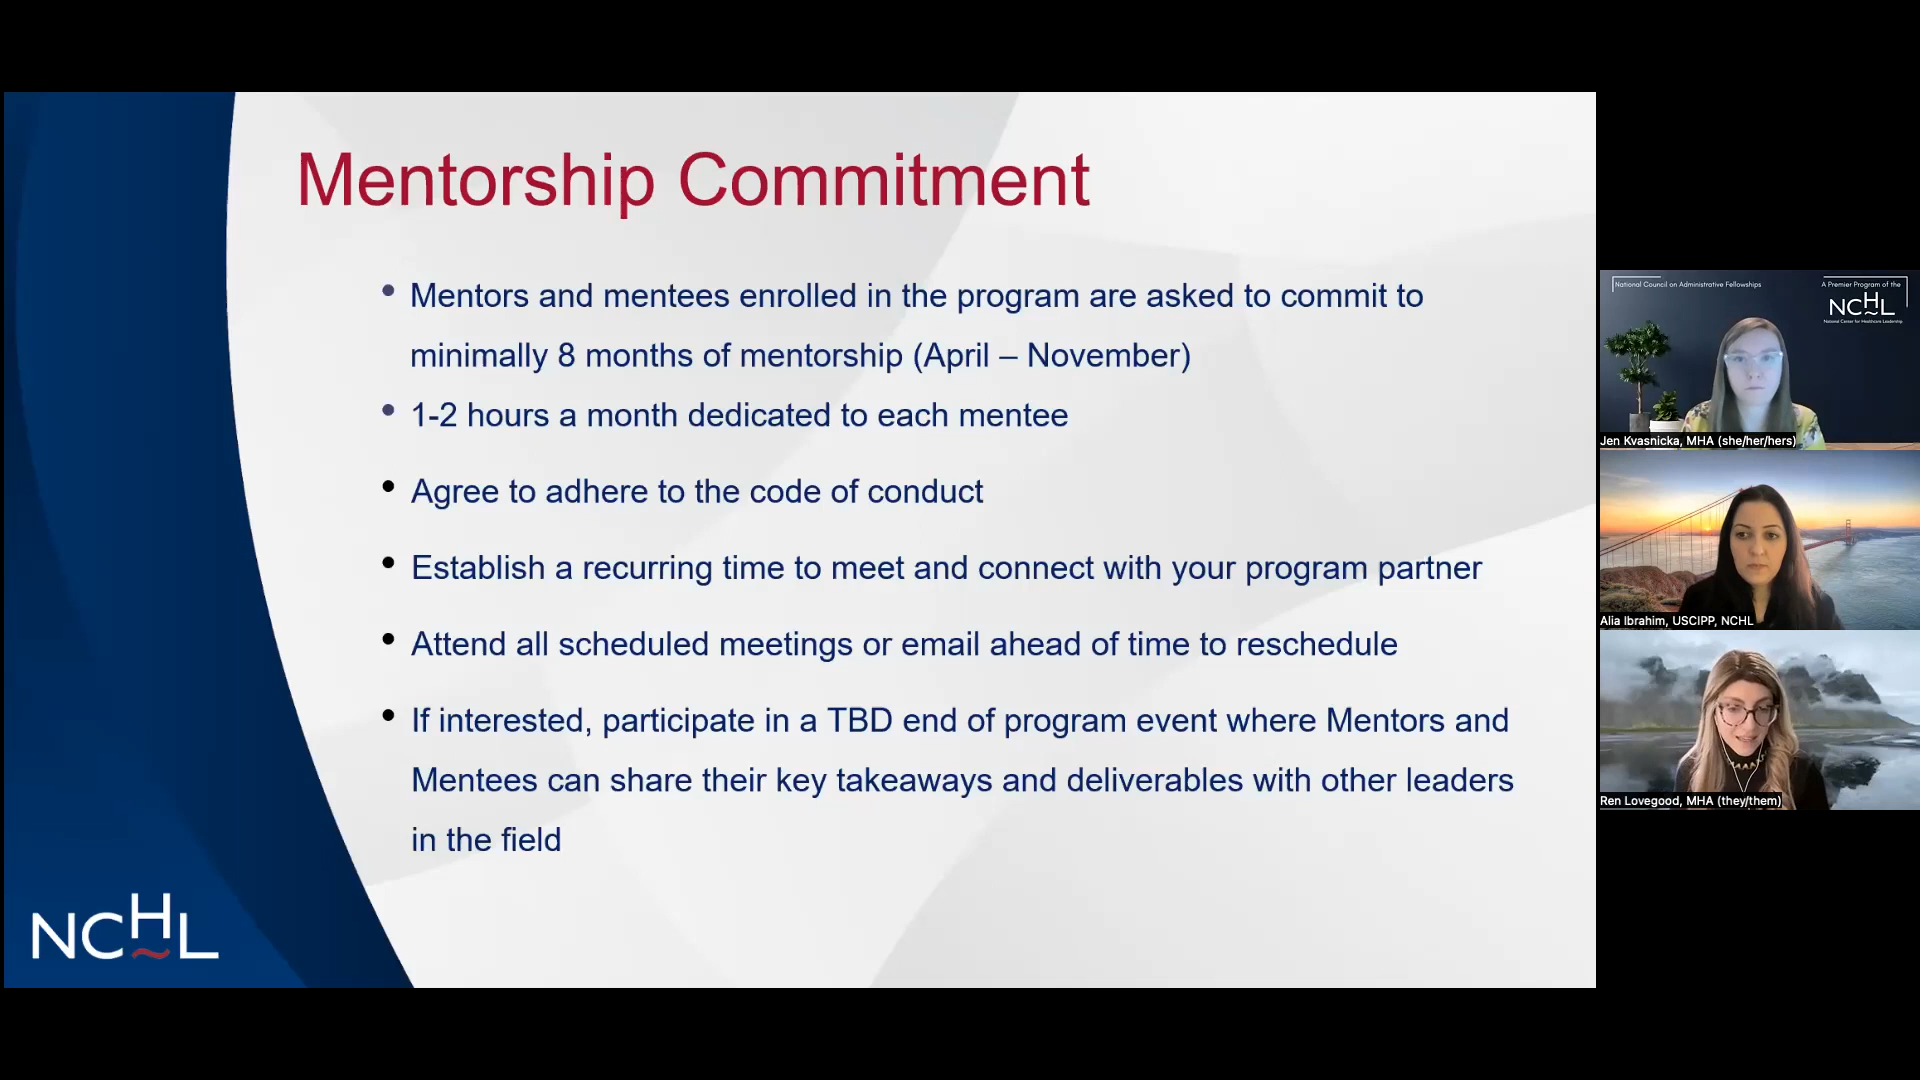 Mentorship Commitment
• Mentors and mentees enrolled in the program are asked to commit to
minimally 8 months of mentorship (April – November)
• 1-2 hours a month dedicated to each mentee
• Agree to adhere to the code of conduct
• Establish a recurring time to meet and connect with your program partner
• Attend all scheduled meetings or email ahead of time to reschedule
• If interested, participate in a TBD end of program event where Mentors and
Mentees can share their key takeaways and deliverables with other leaders
in the field
NCHL
National Council on Administrative Fellowships
A Premier Program of the
NCHL
National Center for Healthcare Leadership
Jen Kvasnicka, MHA (she/her/hers)
Alia Ibrahim, USCIPP, NCHL
Ren Lovegood, MHA (they/them)